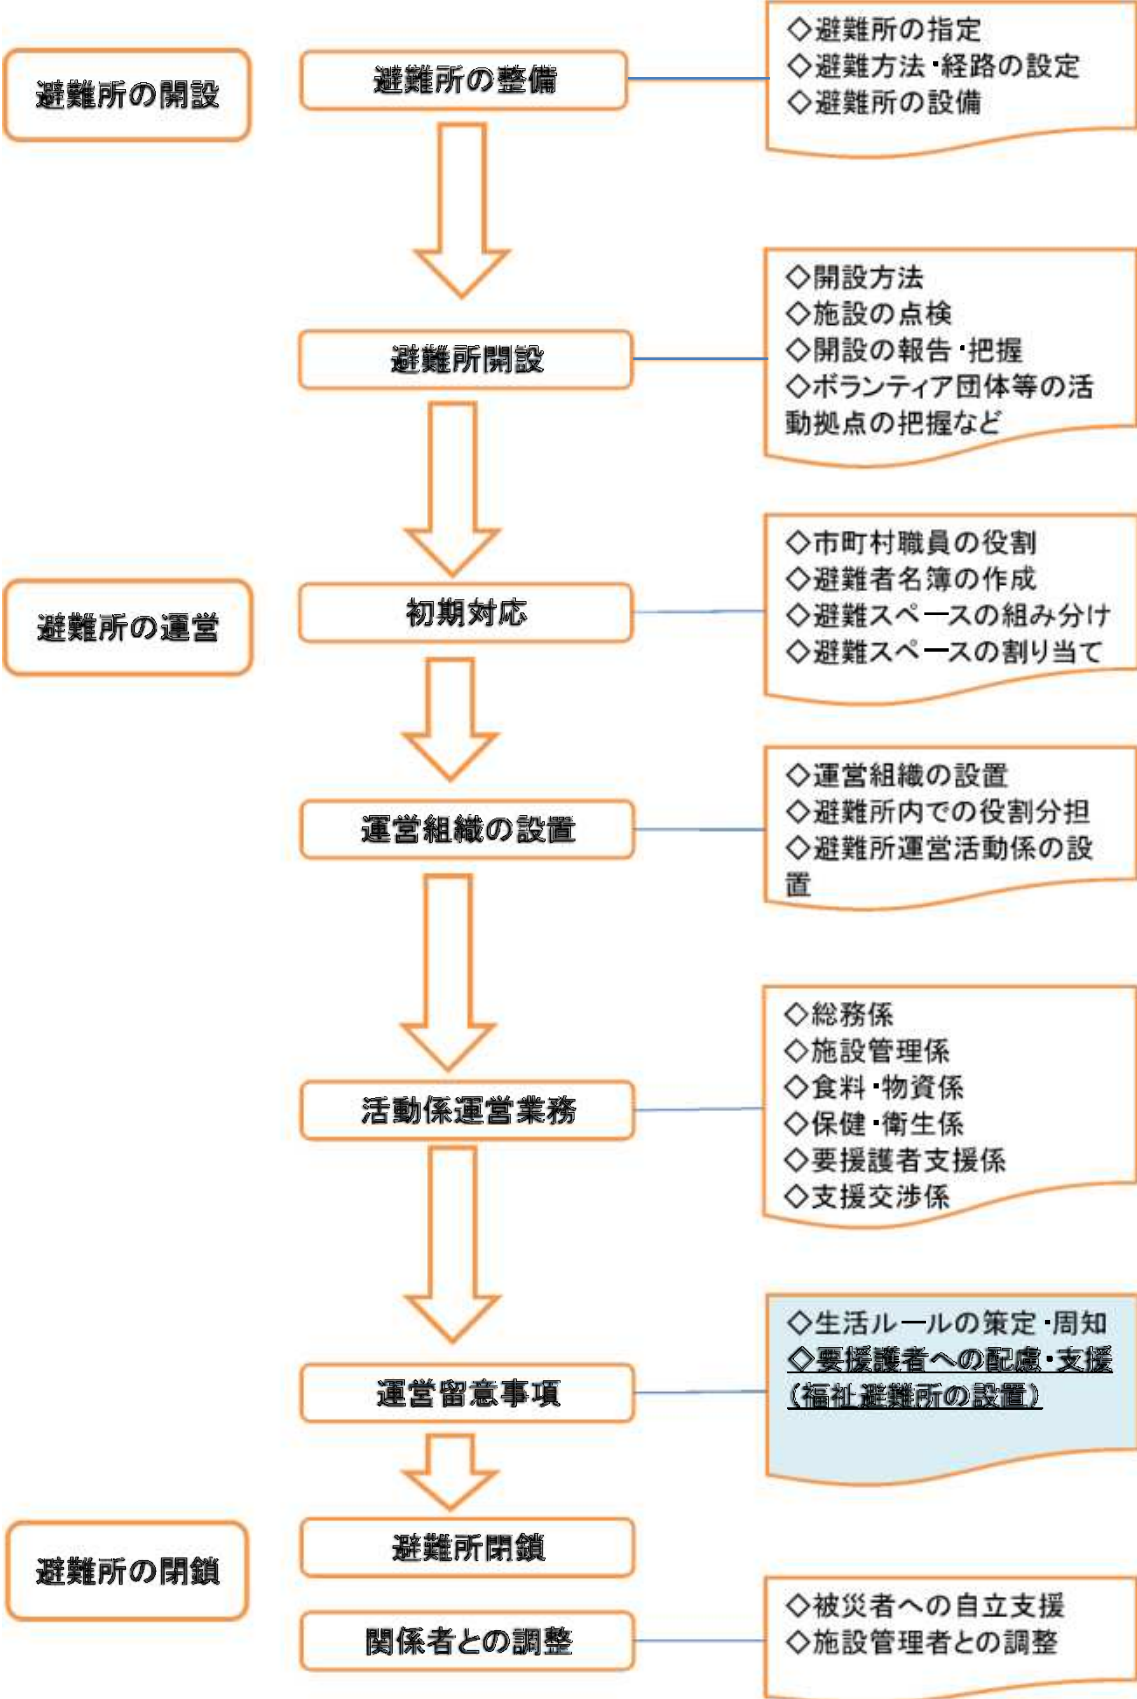 避難所の開設
避難所の整備
◇避難所の指定
◇避難方法・経路の設定
◇避難所の設備
避難所開設
◇開設方法
◇施設の点検
◇開設の報告・把握
◇ボランティア団体等の活
動拠点の把握など
避難所の運営
初期対応
◇市町村職員の役割
◇避難者名簿の作成
◇避難スペースの組み分け
◇避難スペースの割り当て
運営組織の設置
◇運営組織の設置
◇避難所内での役割分担
◇避難所運営活動係の設
置
活動係運営業務
◇総務係
◇施設管理係
◇食料・物資係
◇保健・衛生係
◇要援護者支援係
◇支援交渉係
運営留意事項
◇生活ルールの策定・周知
◇要援護者への配慮・支援
（福祉避難所の設置）
避難所の閉鎖
避難所閉鎖
関係者との調整
◇被災者への自立支援
◇施設管理者との調整